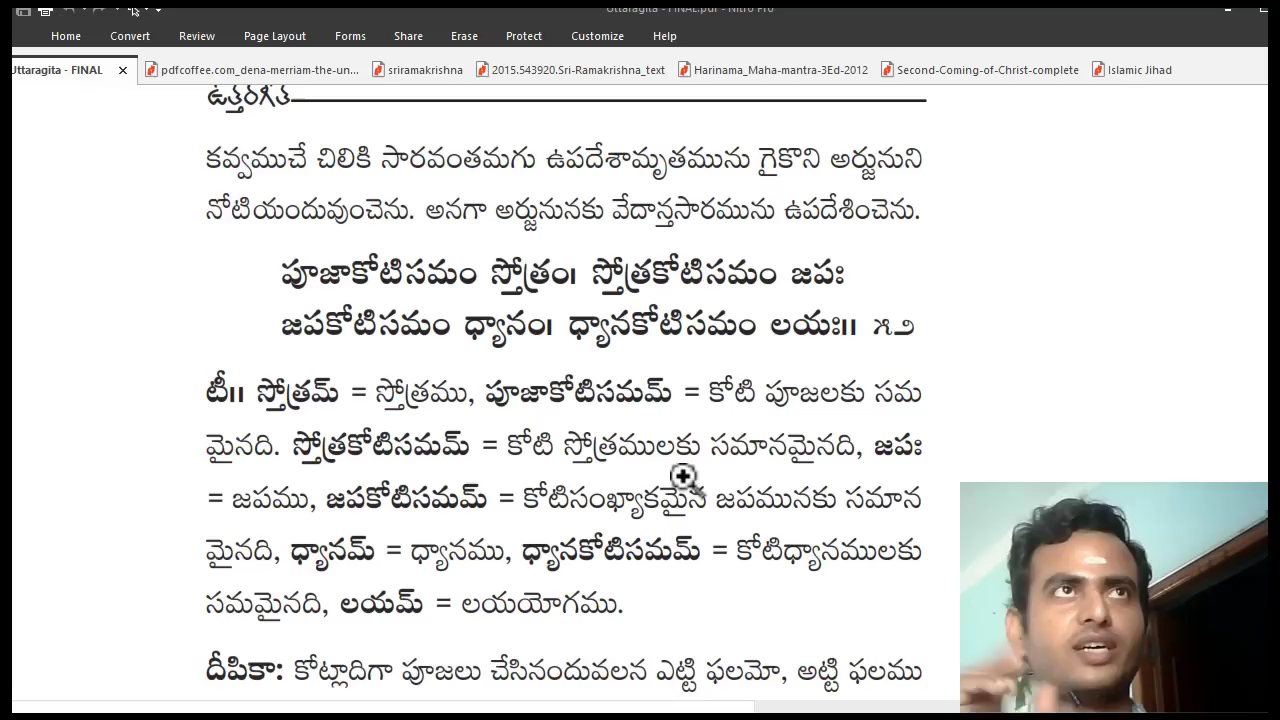 Uttaragita - FINAL.pdf - Nitro Pro
Home Convert Review Page Layout Forms Share Erase Protect Customize Help
Uttaragita - FINAL pdfcoffee.com_dena-merriam-the-un... sriramakrishna 2015.543920.Sri-Ramakrishna_text Harinama_Maha-mantra-3Ed-2012 Second-Coming-of-Christ-complete Islamic Jihad
ఉత్తరగీత
కవ్వముచే చిలికి సారవంతమగు ఉపదేశామృతమును గైకొని అర్జునుని
నోటియందువుంచెను. అనగా అర్జునునకు వేదాన్తసారమును ఉపదేశించెను.
పూజాకోటిసమం స్తోత్రం। స్తోత్రకోటిసమం జపః
జపకోటిసమం ధ్యానం। ధ్యానకోటిసమం లయః॥ ౫౨
టీ॥ స్తోత్రమ్ = స్తోత్రము, పూజాకోటిసమమ్ = కోటి పూజలకు సమ
మైనది. స్తోత్రకోటిసమమ్ = కోటి స్తోత్రములకు సమానమైనది, జపః
= జపము, జపకోటిసమమ్ = కోటిసంఖ్యాకమైన జపమునకు సమాన
మైనది, ధ్యానమ్ = ధ్యానము, ధ్యానకోటిసమమ్ = కోటిధ్యానములకు
సమమైనది, లయమ్ = లయయోగము.
దీపికా: కోట్లాదిగా పూజలు చేసినందువలన ఎట్టి ఫలమో, అట్టి ఫలము